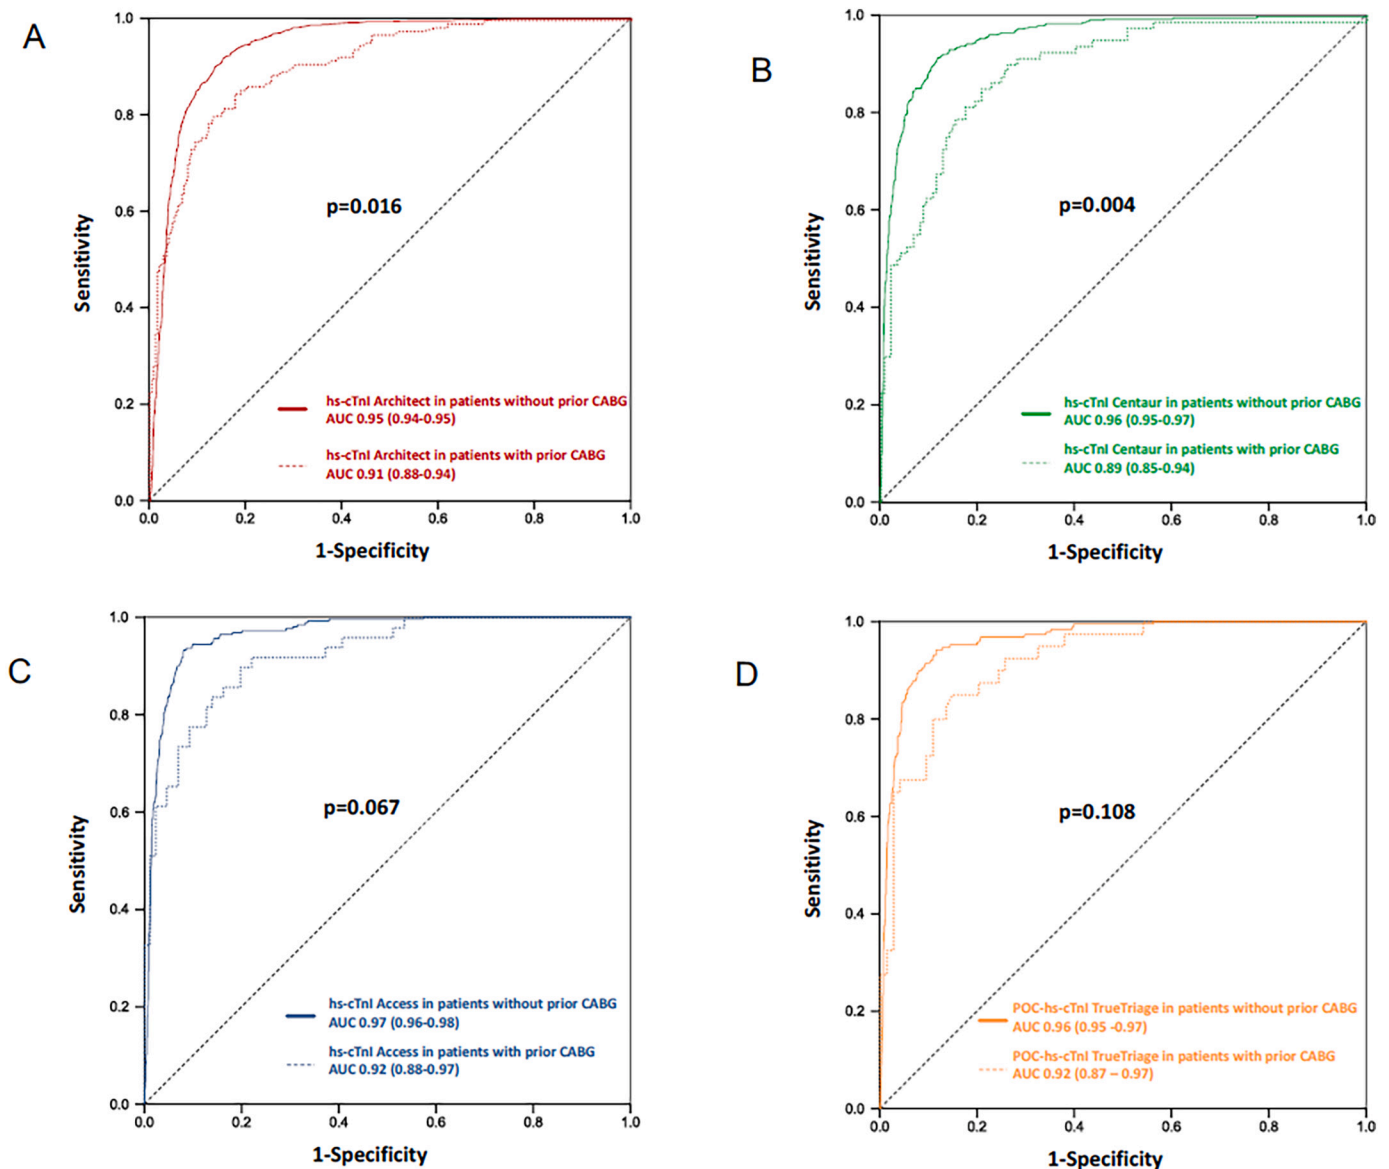 A
1.0
0.8
0.6
0.4
0.2
0.0
Sensitivity
p=0.016
hs-cTnI Architect in patients without prior CABG
AUC 0.95 (0.94-0.95)
hs-cTnI Architect in patients with prior CABG
AUC 0.91 (0.88-0.94)
0.0 0.2 0.4 0.6 0.8 1.0
1-Specificity
B
1.0
0.8
0.6
0.4
0.2
0.0
Sensitivity
p=0.004
hs-cTnI Centaur in patients without prior CABG
AUC 0.96 (0.95-0.97)
hs-cTnI Centaur in patients with prior CABG
AUC 0.89 (0.85-0.94)
0.0 0.2 0.4 0.6 0.8 1.0
1-Specificity
C
1.0
0.8
0.6
0.4
0.2
0.0
Sensitivity
p=0.067
hs-cTnI Access in patients without prior CABG
AUC 0.97 (0.96-0.98)
hs-cTnI Access in patients with prior CABG
AUC 0.92 (0.88-0.97)
0.0 0.2 0.4 0.6 0.8 1.0
1-Specificity
D
1.0
0.8
0.6
0.4
0.2
0.0
Sensitivity
p=0.108
POC-hs-cTnI TrueTriage in patients without prior CABG
AUC 0.96 (0.95 -0.97)
POC-hs-cTnI TrueTriage in patients with prior CABG
AUC 0.92 (0.87 – 0.97)
0.0 0.2 0.4 0.6 0.8 1.0
1-Specificity